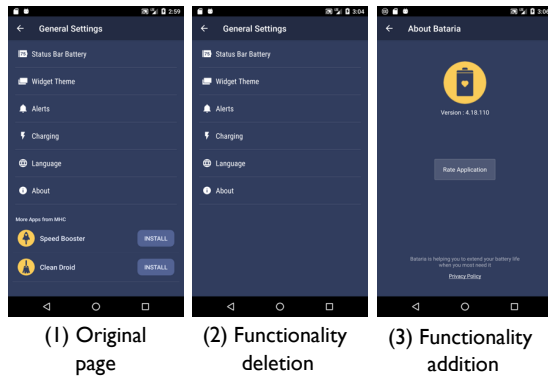 2:59
General Settings
Status Bar Battery
Widget Theme
Alerts
Charging
Language
About
More Apps from MHC
Speed Booster
INSTALL
Clean Droid
INSTALL
(1) Original
page
3:04
General Settings
Status Bar Battery
Widget Theme
Alerts
Charging
Language
About
(2) Functionality
deletion
3:06
About Bataria
Version : 4.18.110
Rate Application
Bataria is helping you to extend your battery life
when you most need it
Privacy Policy
(3) Functionality
addition